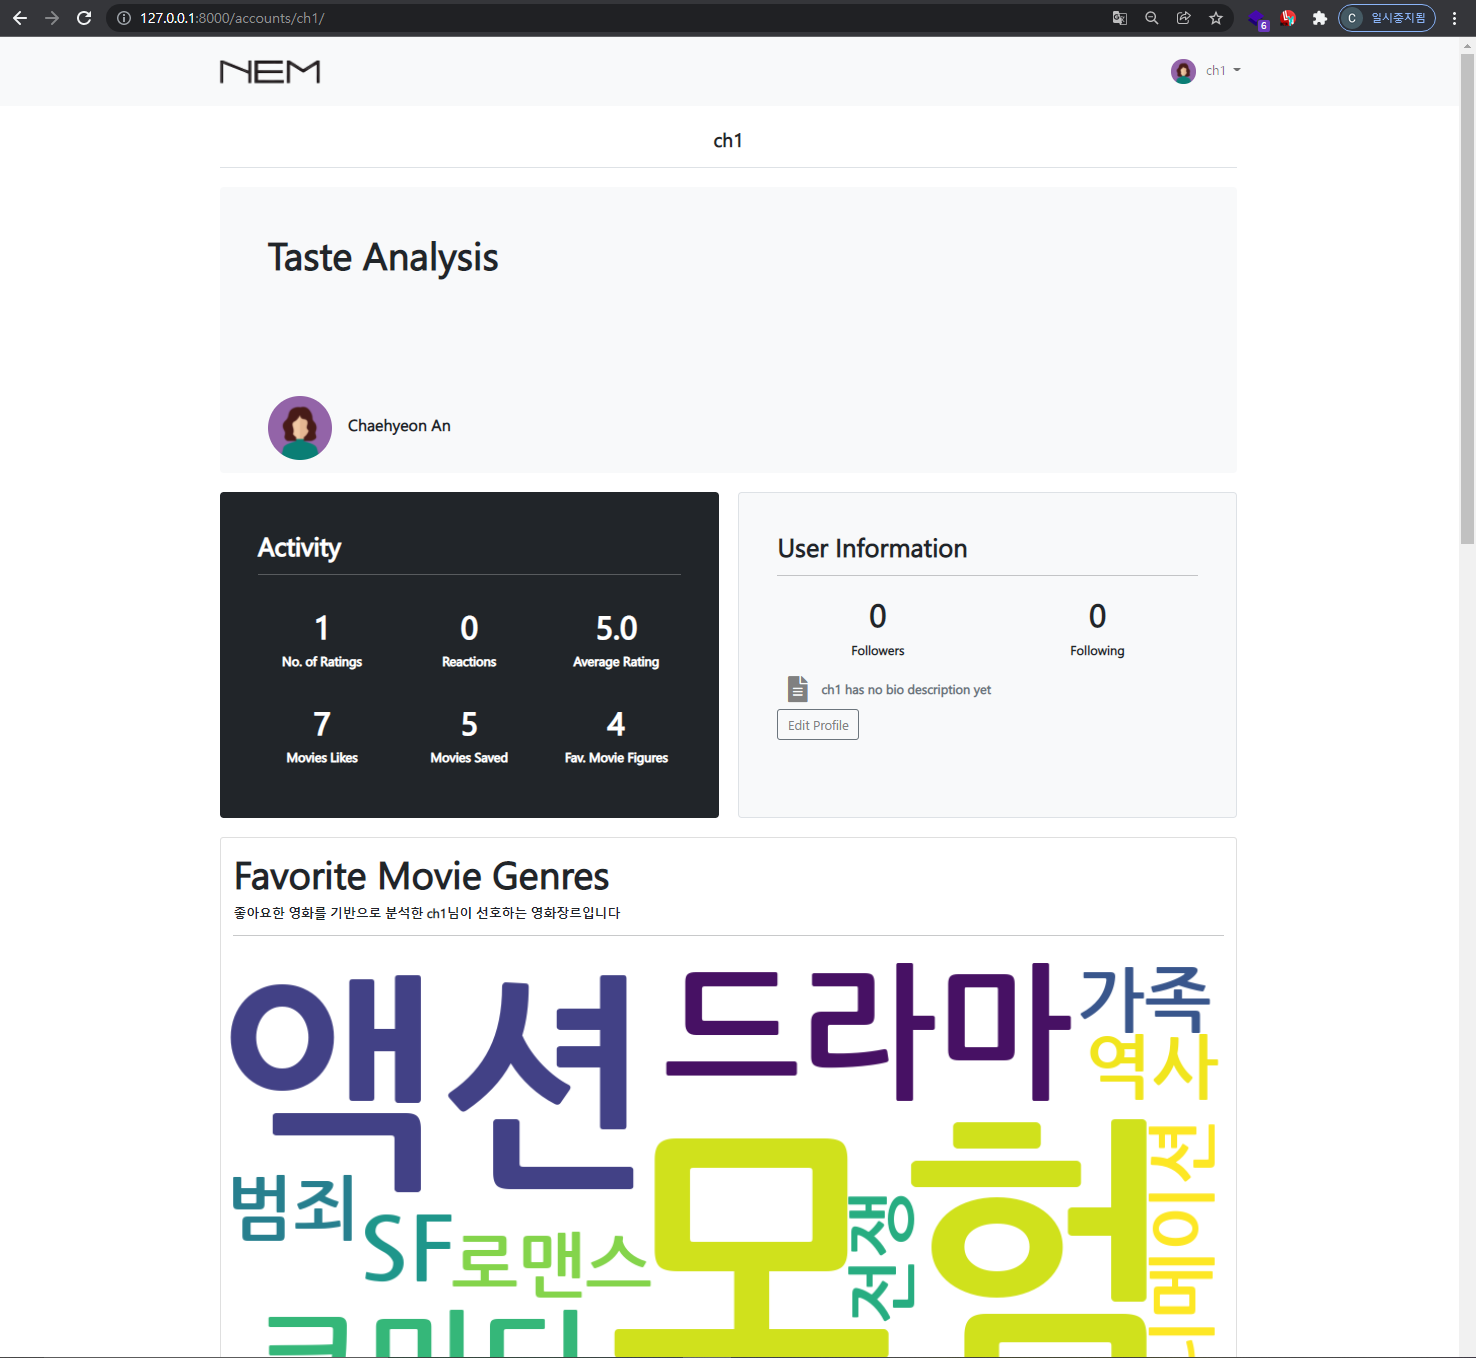 127.0.0.1:8000/accounts/ch1/
6
C 일시중지됨
NEM
ch1
ch1
Taste Analysis
Chaehyeon An
Activity
1 0 5.0
No. of Ratings Reactions Average Rating
7 5 4
Movies Likes Movies Saved Fav. Movie Figures
User Information
0 0
Followers Following
ch1 has no bio description yet
Edit Profile
Favorite Movie Genres
좋아요한 영화를 기반으로 분석한 ch1님이 선호하는 영화장르입니다
액션
드라마
가족
역사
범죄
SF
로맨스
모험
전쟁